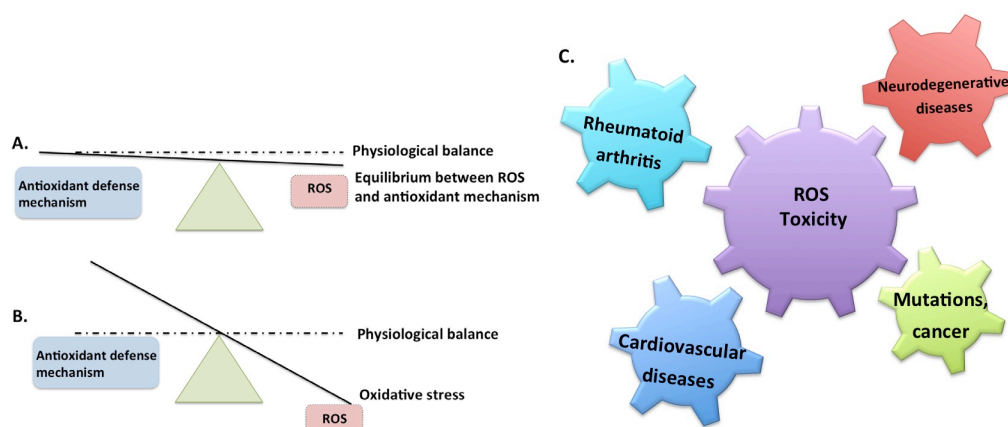 A.
Physiological balance
Antioxidant defense
mechanism
ROS
Equilibrium between ROS
and antioxidant mechanism
B.
Physiological balance
Antioxidant defense
mechanism
Oxidative stress
ROS
C.
Rheumatoid
arthritis
Neurodegenerative
diseases
ROS
Toxicity
Cardiovascular
diseases
Mutations,
cancer